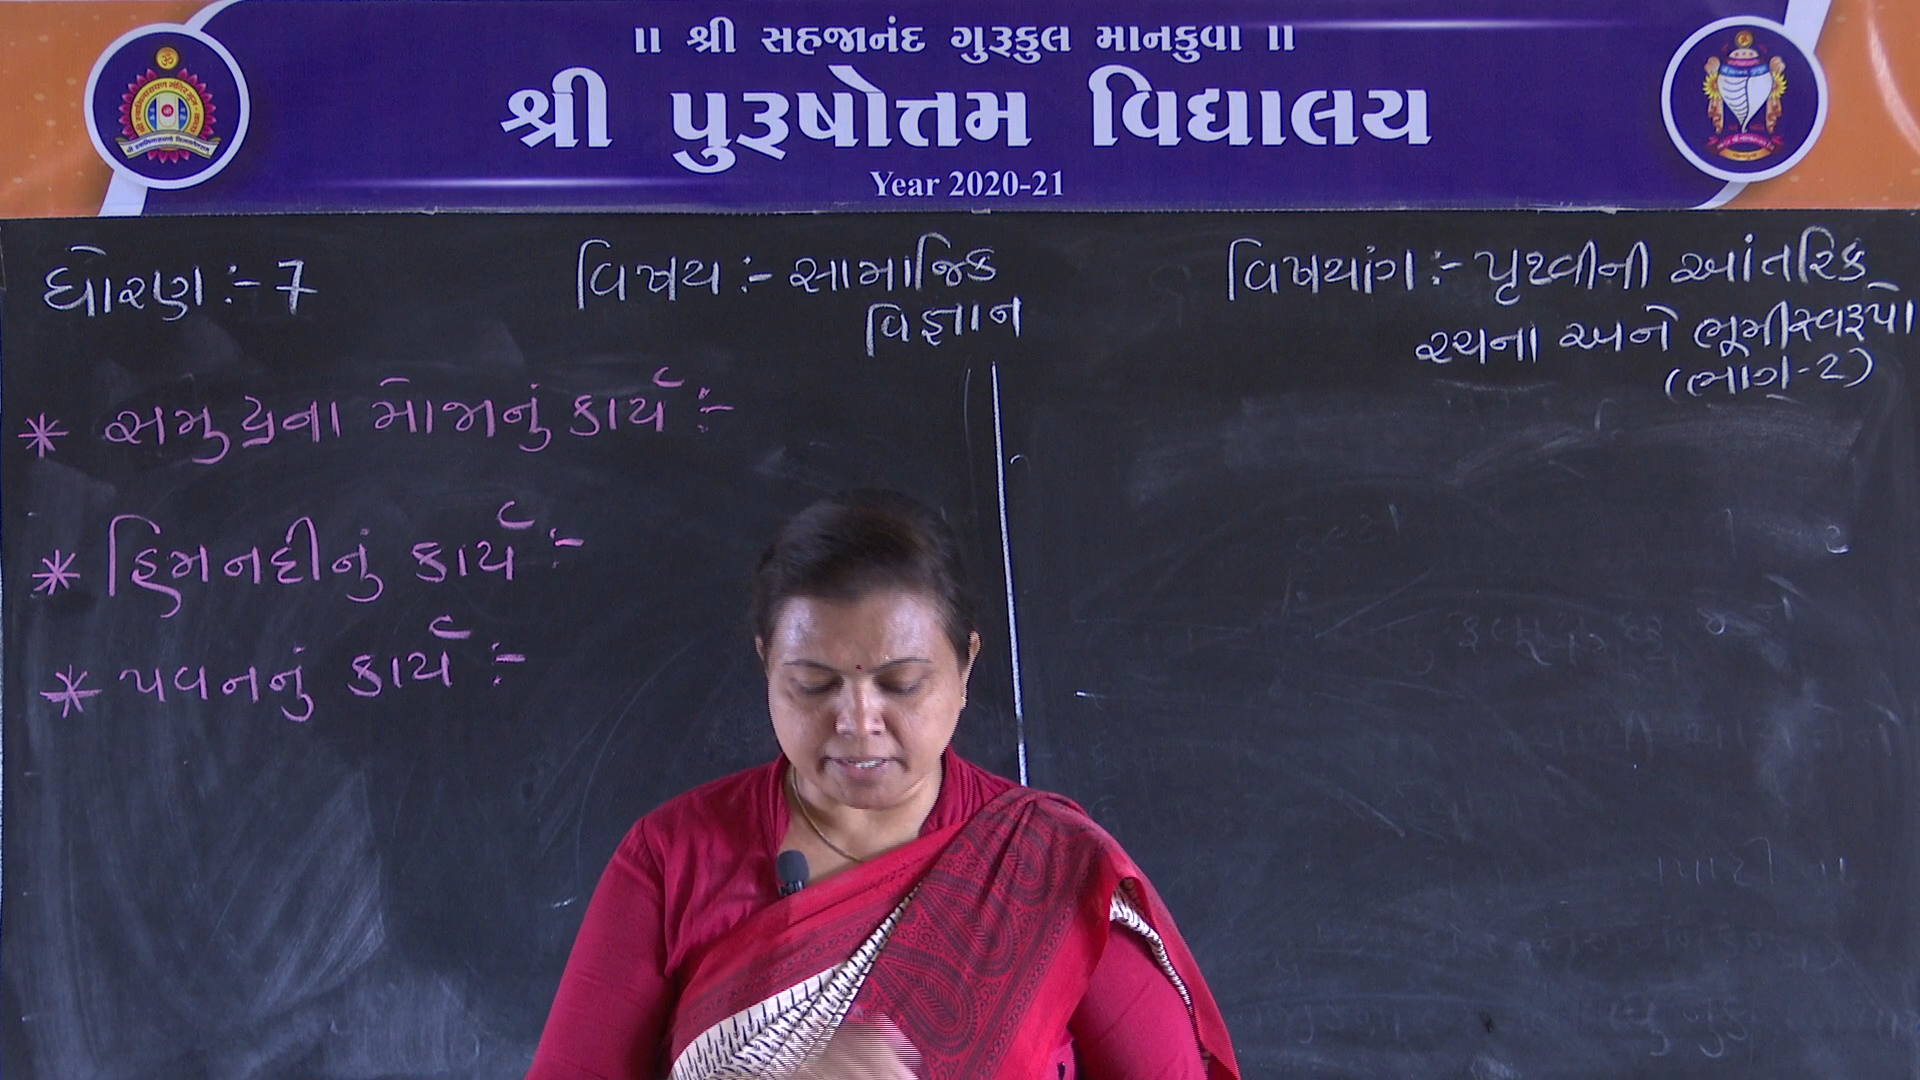 ॥ શ્રી સહજાનંદ ગુરૂકુલ માનકુવા ॥
શ્રી પુરૂષોત્તમ વિદ્યાલય
Year 2020-21
ધોરણ :- 7
વિષય :- સામાજિક
વિજ્ઞાન
વિષયાંગ :- પૃથ્વીની આંતરિક
રચના અને ભૂમીસ્વરૂપો
(ભાગ-2)
* સમુદ્રના મોજાનું કાર્ય :-
* હિમનદીનું કાર્ય :-
* પવનનું કાર્ય :-